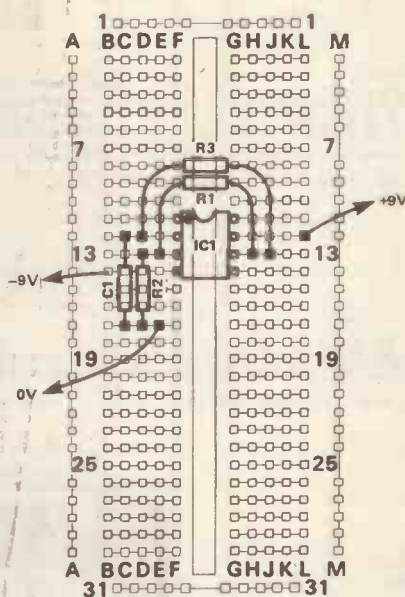 1 1
A BCDEF GHJKL M
7 R3 7
R1
IC1 +9V
13 13
-9V C1 R2
19 19
0V
25 25
A BCDEF GHJKL M
31 31